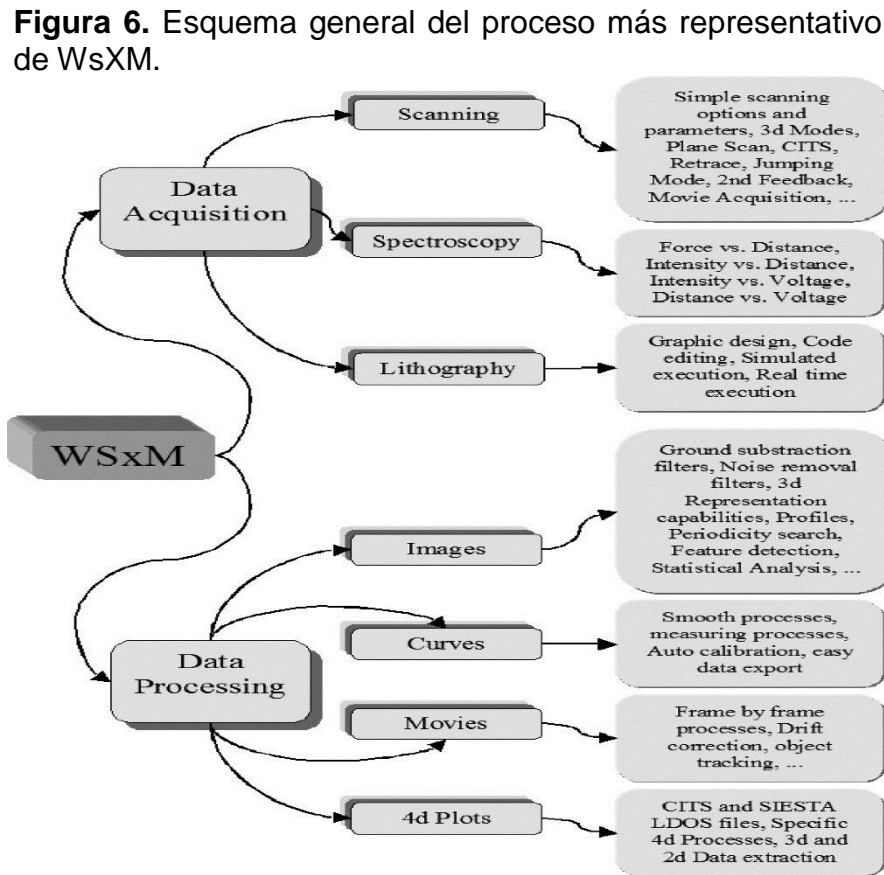 Figura 6. Esquema general del proceso más representativo
de WsXM.
Scanning
Simple scanning
options and
parameters, 3d Modes,
Plane Scan, CITS,
Retrace, Jumping
Mode, 2nd Feedback,
Movie Acquisition, ...
Data
Acquisition
Spectroscopy
Force vs. Distance,
Intensity vs. Distance,
Intensity vs. Voltage,
Distance vs. Voltage
Lithography
Graphic design, Code
editing, Simulated
execution, Real time
execution
WSxM
Images
Ground substraction
filters, Noise removal
filters, 3d
Representation
capabilities, Profiles,
Periodicity search,
Feature detection,
Statistical Analysis, ...
Data
Processing
Curves
Smooth processes,
measuring processes,
Auto calibration, easy
data export
Movies
Frame by frame
processes, Drift
correction, object
tracking, ...
4d Plots
CITS and SIESTA
LDOS files, Specific
4d Processes, 3d and
2d Data extraction